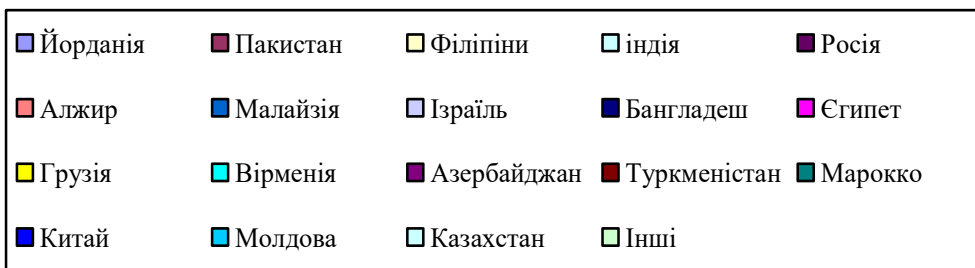 Йорданія Пакистан Філіпіни індія Росія
Алжир Малайзія Ізраїль Бангладеш Єгипет
Грузія Вірменія Азербайджан Туркменістан Марокко
Китай Молдова Казахстан Інші